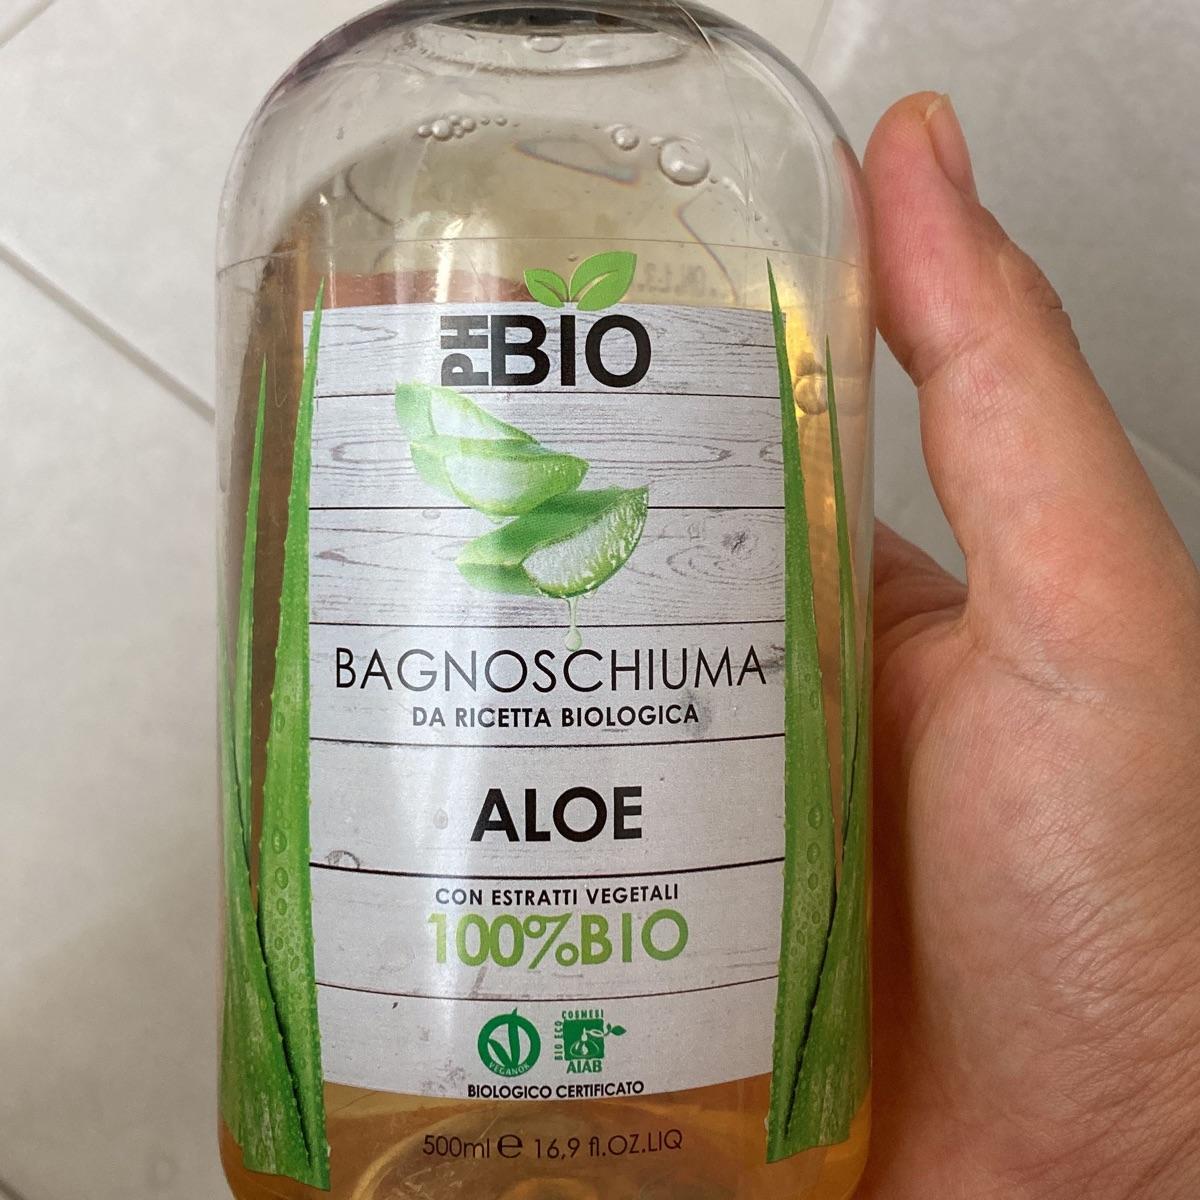 PH BIO
BAGNOSCHIUMA
DA RICETTA BIOLOGICA
ALOE
CON ESTRATTI VEGETALI
100%BIO
VEGANOK
BIO ECO COSMESI
AIAB
BIOLOGICO CERTIFICATO
500ml e 16,9 fl.OZ.LIQ